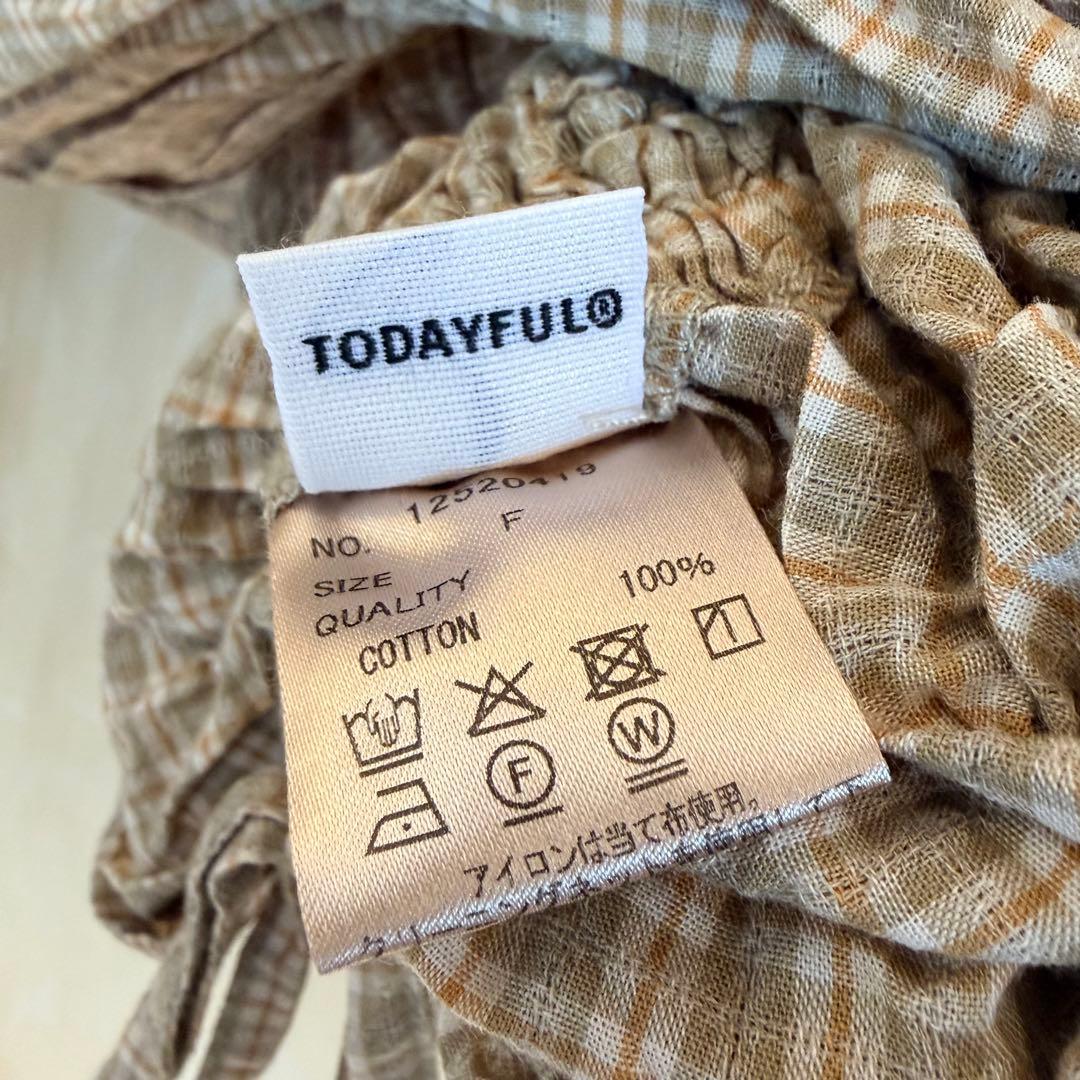 TODAYFUL®
NO. 12520419
SIZE F
QUALITY
COTTON 100%
F W
アイロンは当て布使用。